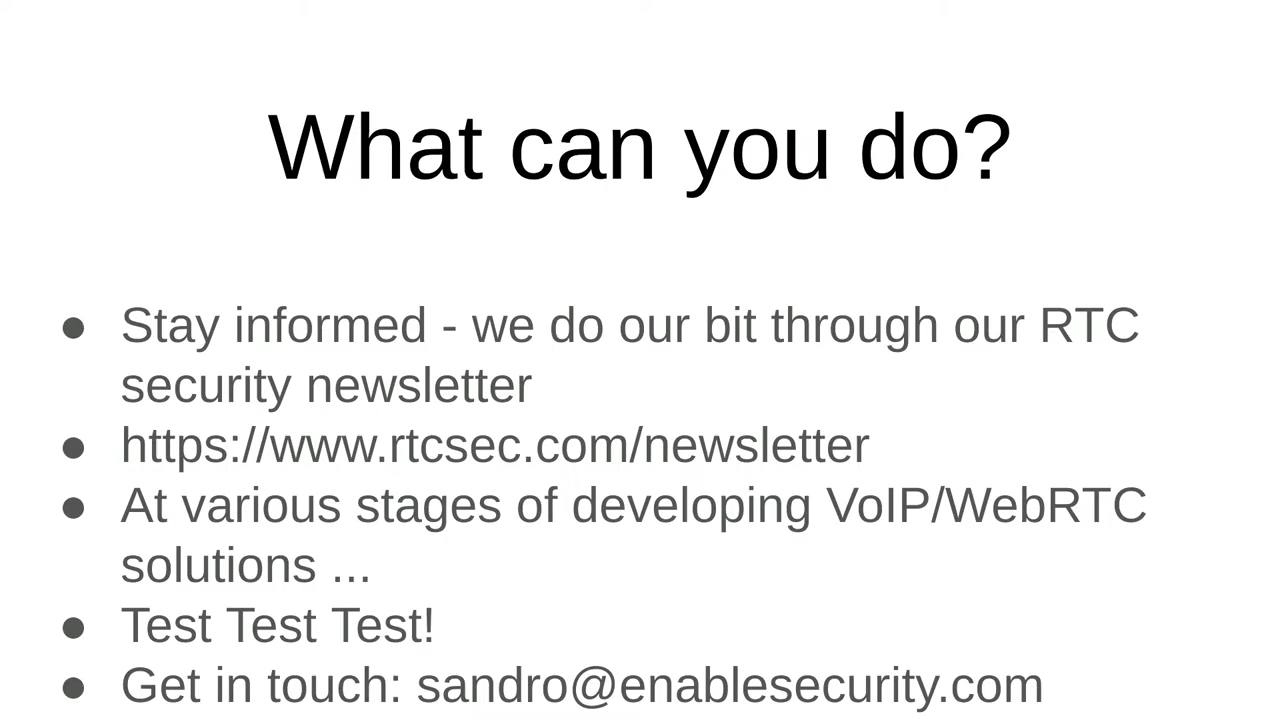 What can you do?
● Stay informed - we do our bit through our RTC
security newsletter
● https://www.rtcsec.com/newsletter
● At various stages of developing VoIP/WebRTC
solutions ...
● Test Test Test!
● Get in touch: sandro@enablesecurity.com